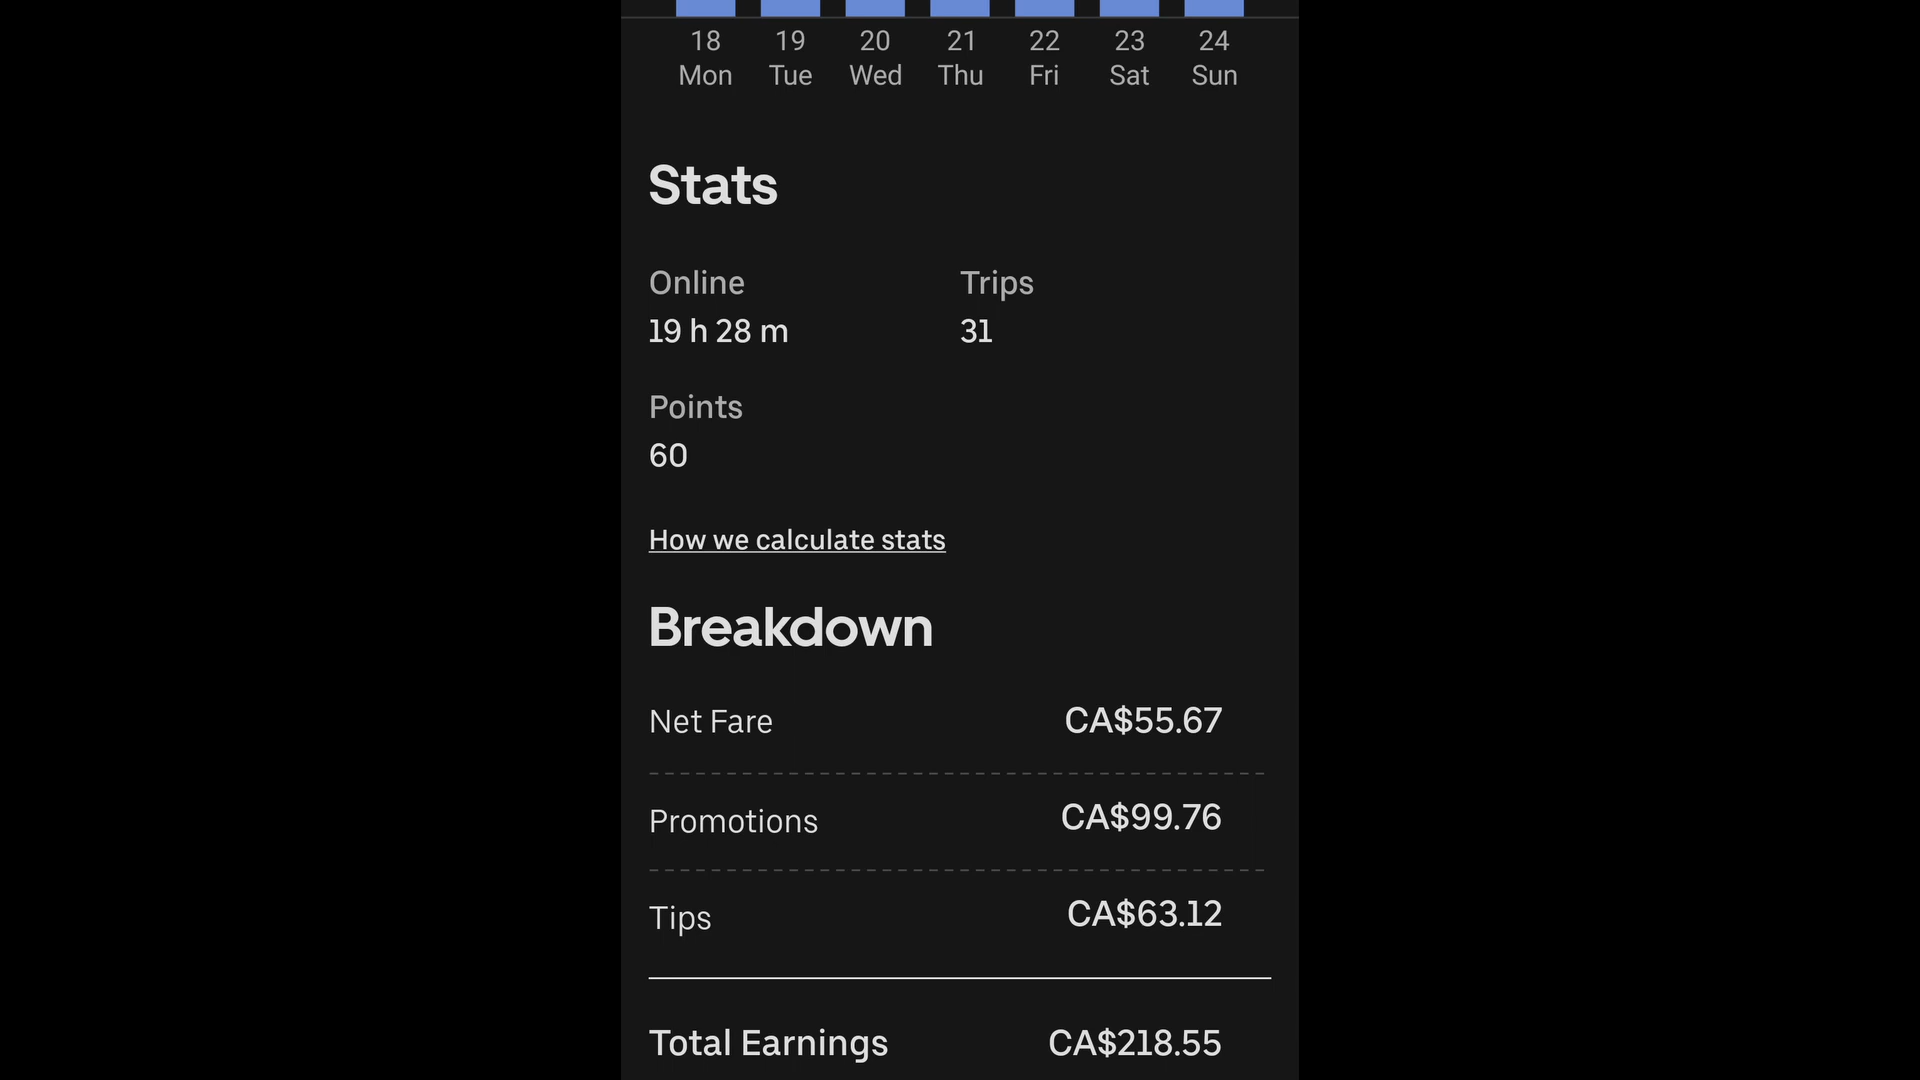 18 19 20 21 22 23 24
Mon Tue Wed Thu Fri Sat Sun
Stats
Online Trips
19 h 28 m 31
Points
60
How we calculate stats
Breakdown
Net Fare CA$55.67
Promotions CA$99.76
Tips CA$63.12
Total Earnings CA$218.55